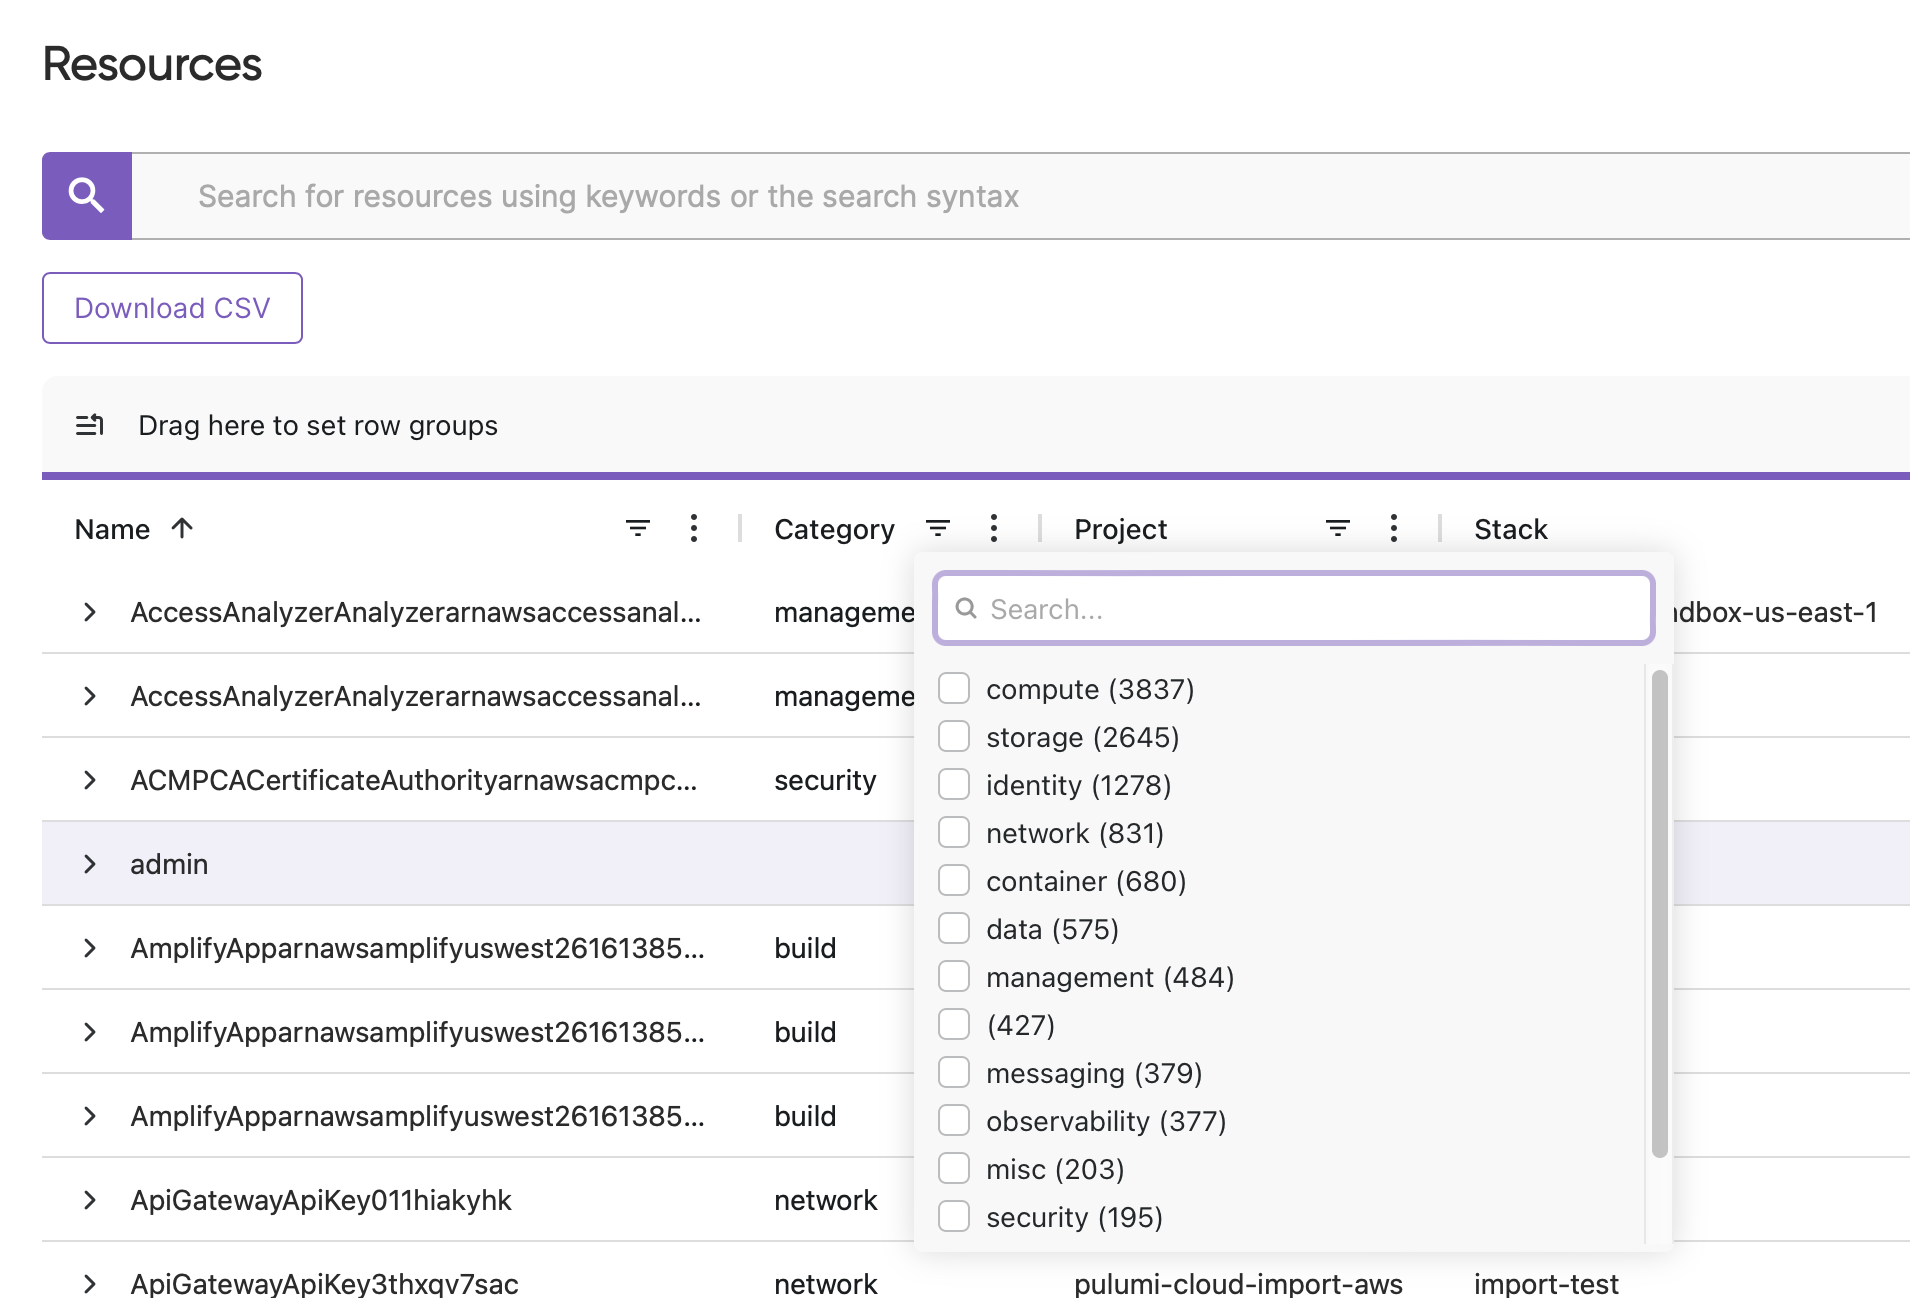 Resources
Search for resources using keywords or the search syntax
Download CSV
Drag here to set row groups
Name Category Project Stack
Search...
AccessAnalyzerAnalyzerarnawsaccessanal... manageme ndbox-us-east-1
compute (3837)
AccessAnalyzerAnalyzerarnawsaccessanal... manageme
storage (2645)
ACMPCACertificateAuthorityarnawsacmpc... security
identity (1278)
network (831)
admin
container (680)
data (575)
AmplifyApparnawsamplifyuswest26161385... build
management (484)
(427)
AmplifyApparnawsamplifyuswest26161385... build
messaging (379)
AmplifyApparnawsamplifyuswest26161385... build
observability (377)
misc (203)
ApiGatewayApiKey011hiakyhk network
security (195)
ApiGatewayApiKey3thxqv7sac network pulumi-cloud-import-aws import-test